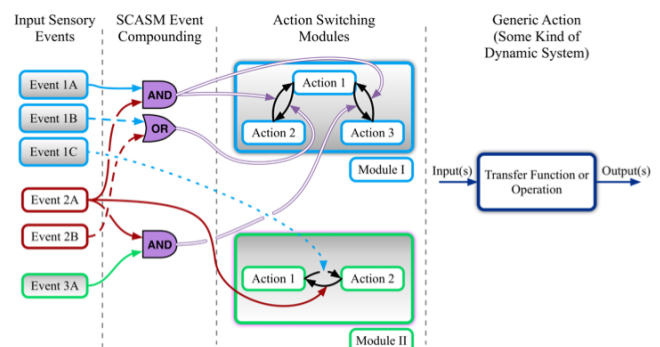 Input Sensory
Events
SCASM Event
Compounding
Action Switching
Modules
Generic Action
(Some Kind of
Dynamic System)
Event 1A
Event 1B
Event 1C
Event 2A
Event 2B
Event 3A
AND
OR
AND
Action 1
Action 2
Action 3
Module I
Action 1
Action 2
Module II
Input(s)
Transfer Function or
Operation
Output(s)